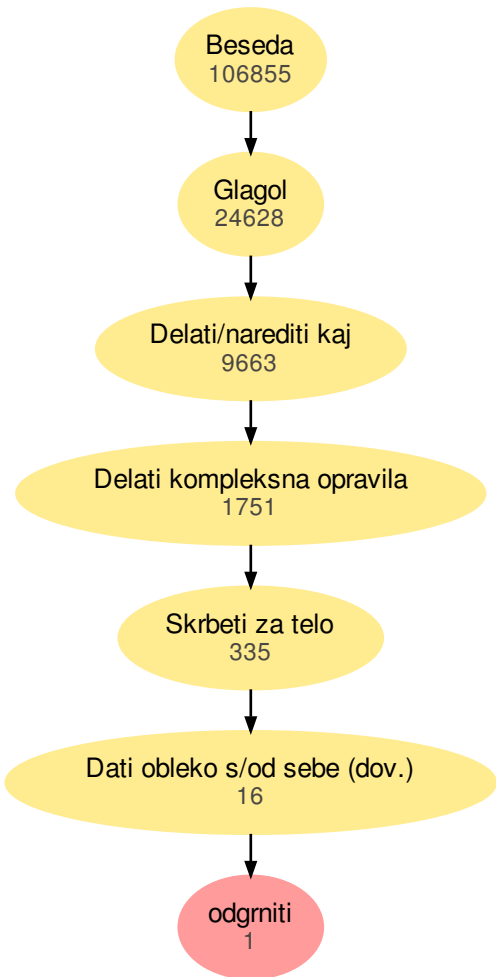 Beseda
106855
Glagol
24628
Delati/narediti kaj
9663
Delati kompleksna opravila
1751
Skrbeti za telo
335
Dati obleko s/od sebe (dov.)
16
odgrniti
1